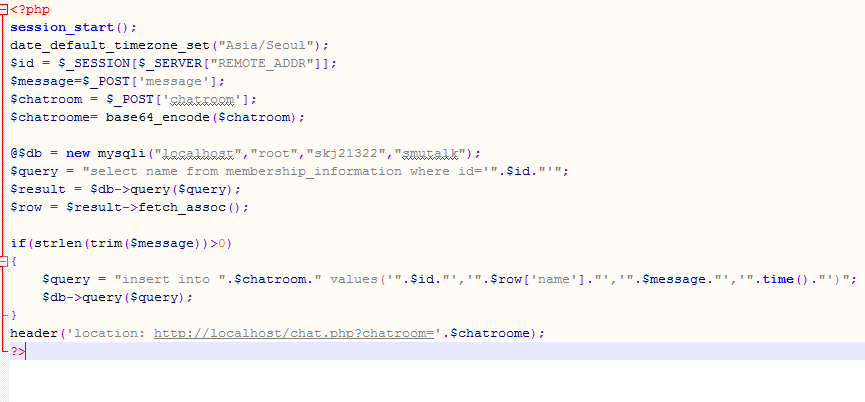 <?php
session_start();
date_default_timezone_set("Asia/Seoul");
$id = $_SESSION[$_SERVER["REMOTE_ADDR"]];
$message=$_POST['message'];
$chatroom = $_POST['chatroom'];
$chatroome= base64_encode($chatroom);
@$db = new mysqli("localhost","root","skj21322","smutalk");
$query = "select name from membership_information where id='".$id."'";
$result = $db->query($query);
$row = $result->fetch_assoc();
if(strlen(trim($message))>0)
{
$query = "insert into ".$chatroom." values('".$id."','".$row['name']."','".$message."','".time()."')";
$db->query($query);
}
header('location: http://localhost/chat.php?chatroom='.$chatroome);
?>